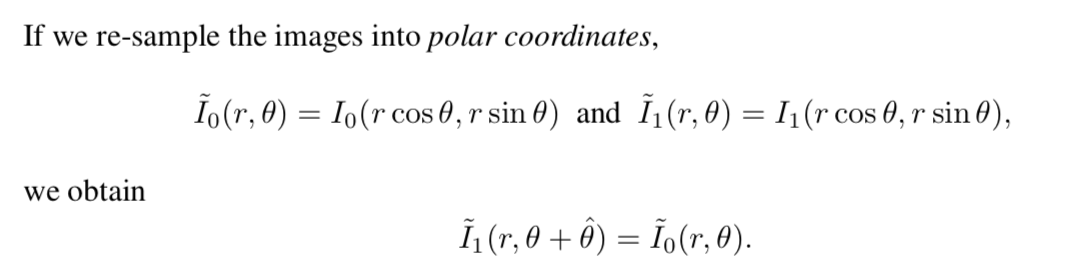 If we re-sample the images into polar coordinates,
Ĩ₀(r, θ) = I₀(r cos θ, r sin θ) and Ĩ₁(r, θ) = I₁(r cos θ, r sin θ),
we obtain
Ĩ₁(r, θ + θ̂) = Ĩ₀(r, θ).